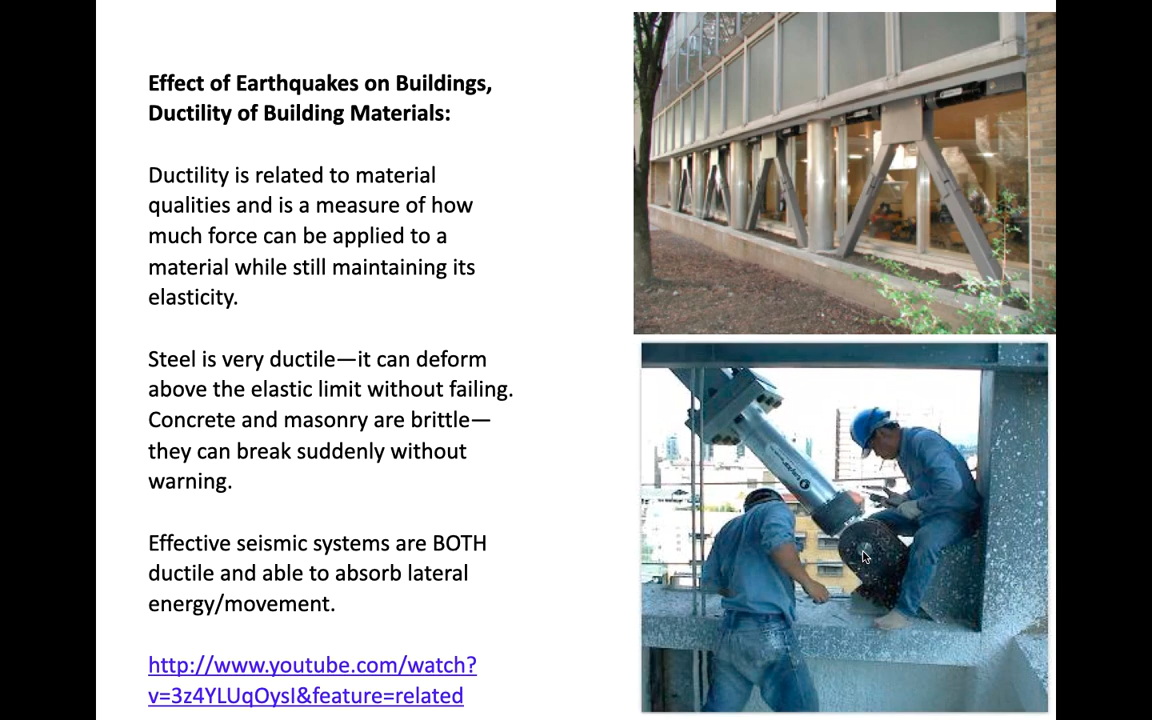 Effect of Earthquakes on Buildings,
Ductility of Building Materials:
Ductility is related to material
qualities and is a measure of how
much force can be applied to a
material while still maintaining its
elasticity.
Steel is very ductile—it can deform
above the elastic limit without failing.
Concrete and masonry are brittle—
they can break suddenly without
warning.
Effective seismic systems are BOTH
ductile and able to absorb lateral
energy/movement.
http://www.youtube.com/watch?
v=3z4YLUqOysI&feature=related